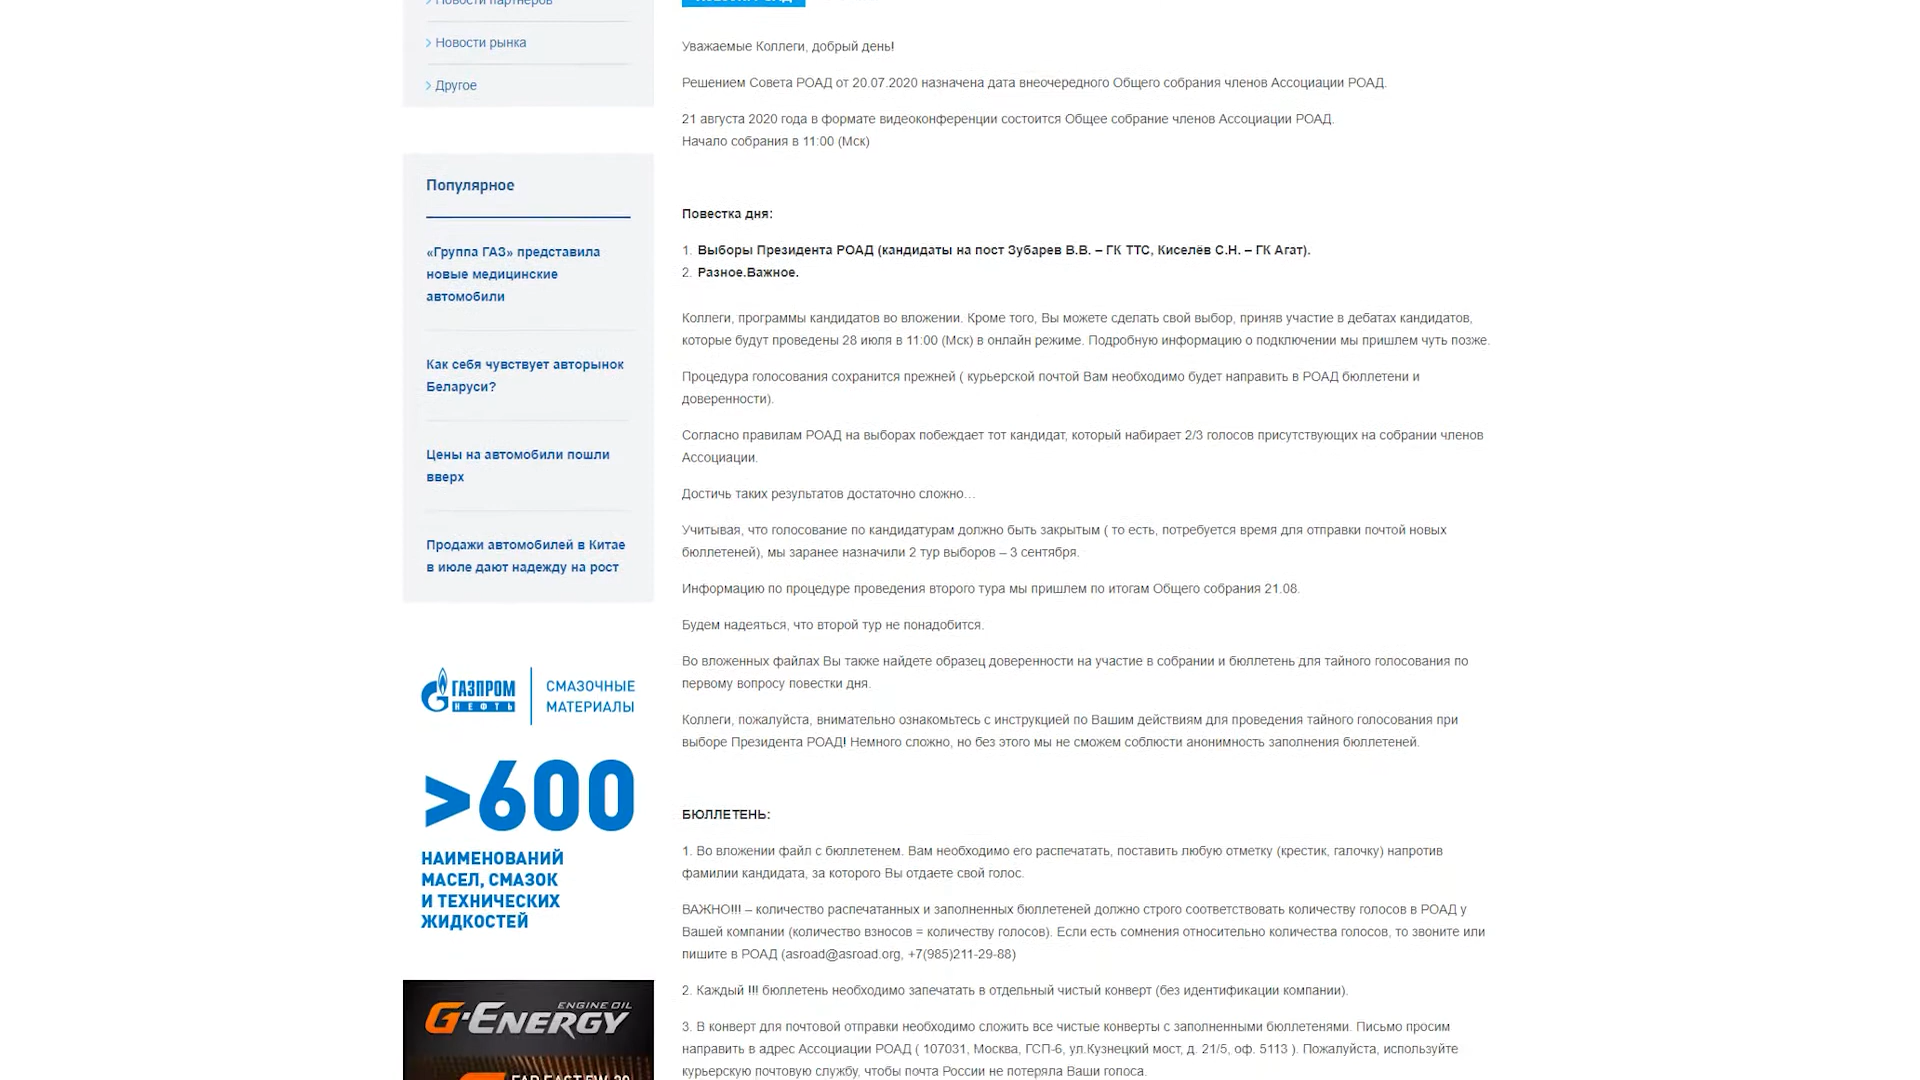 Новости партнеров
Новости рынка
Другое
Популярное
«Группа ГАЗ» представила
новые медицинские
автомобили
Как себя чувствует авторынок
Беларуси?
Цены на автомобили пошли
вверх
Продажи автомобилей в Китае
в июле дают надежду на рост
ГАЗПРОМ
НЕФТЬ
СМАЗОЧНЫЕ
МАТЕРИАЛЫ
>600
НАИМЕНОВАНИЙ
МАСЕЛ, СМАЗОК
И ТЕХНИЧЕСКИХ
ЖИДКОСТЕЙ
ENGINE OIL
G-ENERGY
FAR EAST 5W-30
Уважаемые Коллеги, добрый день!
Решением Совета РОАД от 20.07.2020 назначена дата внеочередного Общего собрания членов Ассоциации РОАД.
21 августа 2020 года в формате видеоконференции состоится Общее собрание членов Ассоциации РОАД.
Начало собрания в 11:00 (Мск)
Повестка дня:
1. Выборы Президента РОАД (кандидаты на пост Зубарев В.В. – ГК ТТС, Киселёв С.Н. – ГК Агат).
2. Разное.Важное.
Коллеги, программы кандидатов во вложении. Кроме того, Вы можете сделать свой выбор, приняв участие в дебатах кандидатов,
которые будут проведены 28 июля в 11:00 (Мск) в онлайн режиме. Подробную информацию о подключении мы пришлем чуть позже.
Процедура голосования сохранится прежней ( курьерской почтой Вам необходимо будет направить в РОАД бюллетени и
доверенности).
Согласно правилам РОАД на выборах побеждает тот кандидат, который набирает 2/3 голосов присутствующих на собрании членов
Ассоциации.
Достичь таких результатов достаточно сложно…
Учитывая, что голосование по кандидатурам должно быть закрытым ( то есть, потребуется время для отправки почтой новых
бюллетеней), мы заранее назначили 2 тур выборов – 3 сентября.
Информацию по процедуре проведения второго тура мы пришлем по итогам Общего собрания 21.08.
Будем надеяться, что второй тур не понадобится.
Во вложенных файлах Вы также найдете образец доверенности на участие в собрании и бюллетень для тайного голосования по
первому вопросу повестки дня.
Коллеги, пожалуйста, внимательно ознакомьтесь с инструкцией по Вашим действиям для проведения тайного голосования при
выборе Президента РОАД! Немного сложно, но без этого мы не сможем соблюсти анонимность заполнения бюллетеней.
БЮЛЛЕТЕНЬ:
1. Во вложении файл с бюллетенем. Вам необходимо его распечатать, поставить любую отметку (крестик, галочку) напротив
фамилии кандидата, за которого Вы отдаете свой голос.
ВАЖНО!!! – количество распечатанных и заполненных бюллетеней должно строго соответствовать количеству голосов в РОАД у
Вашей компании (количество взносов = количеству голосов). Если есть сомнения относительно количества голосов, то звоните или
пишите в РОАД (asroad@asroad.org, +7(985)211-29-88)
2. Каждый !!! бюллетень необходимо запечатать в отдельный чистый конверт (без идентификации компании).
3. В конверт для почтовой отправки необходимо сложить все чистые конверты с заполненными бюллетенями. Письмо просим
направить в адрес Ассоциации РОАД ( 107031, Москва, ГСП-6, ул.Кузнецкий мост, д. 21/5, оф. 5113 ). Пожалуйста, используйте
курьерскую почтовую службу, чтобы почта России не потеряла Ваши голоса.